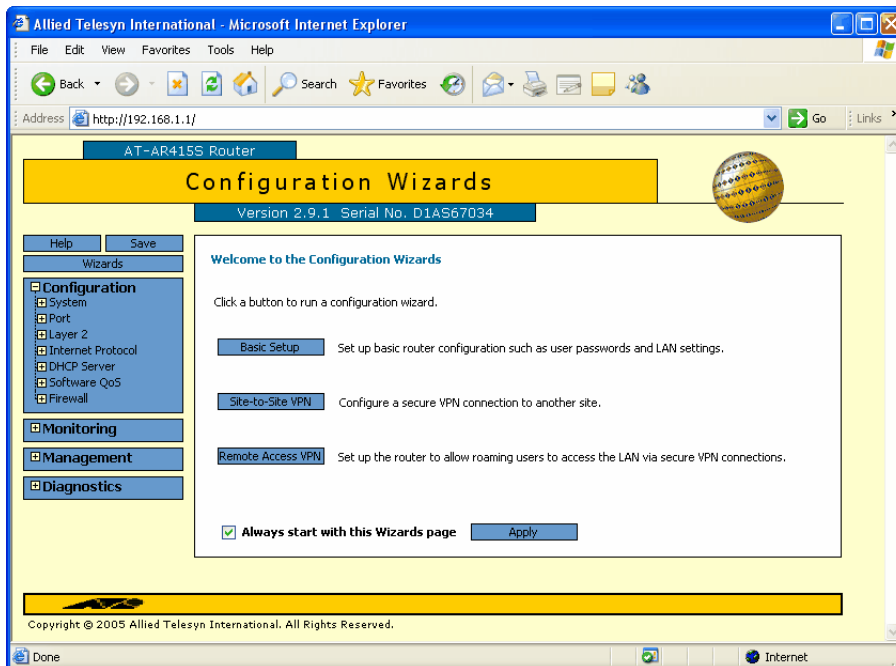 Allied Telesyn International - Microsoft Internet Explorer
File Edit View Favorites Tools Help
Back Search Favorites
Address http://192.168.1.1/ Go Links
AT-AR415S Router
Configuration Wizards
Version 2.9.1 Serial No. D1AS67034
Help Save
Wizards
Configuration
System
Port
Layer 2
Internet Protocol
DHCP Server
Software QoS
Firewall
Monitoring
Management
Diagnostics
Welcome to the Configuration Wizards
Click a button to run a configuration wizard.
Basic Setup Set up basic router configuration such as user passwords and LAN settings.
Site-to-Site VPN Configure a secure VPN connection to another site.
Remote Access VPN Set up the router to allow roaming users to access the LAN via secure VPN connections.
Always start with this Wizards page Apply
Copyright © 2005 Allied Telesyn International. All Rights Reserved.
Done Internet